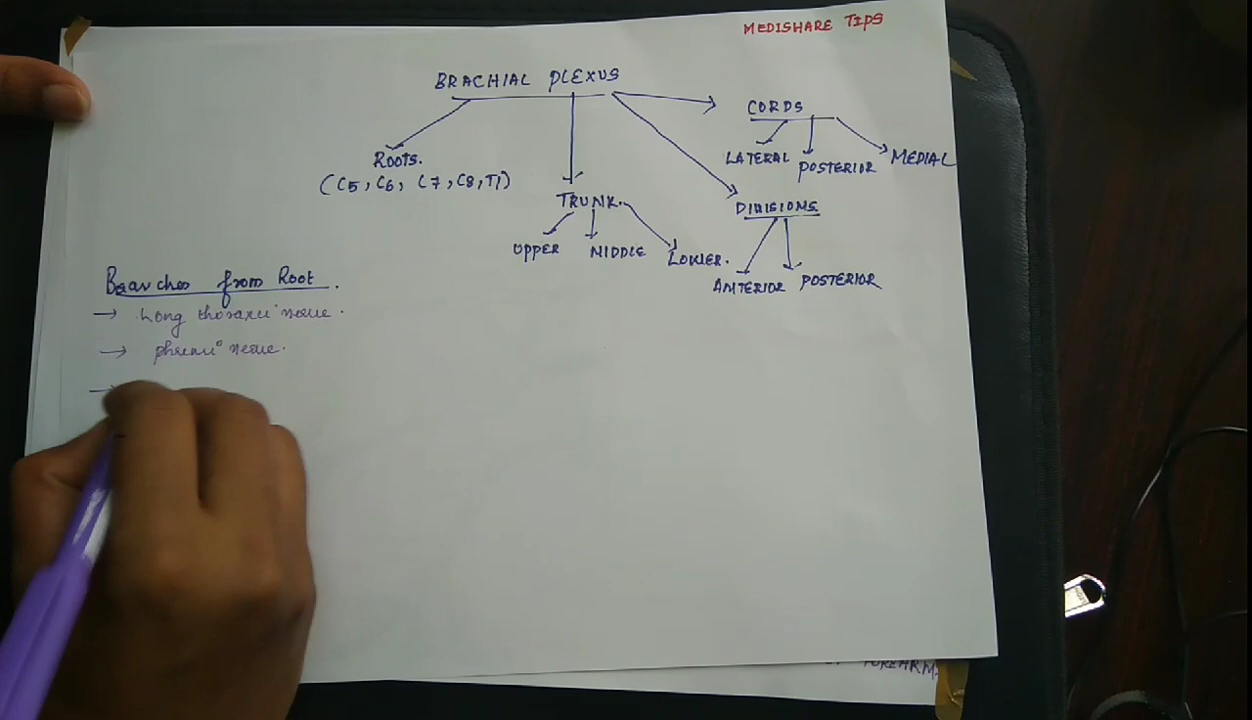 MEDISHARE TIPS
BRACHIAL PLEXUS
CORDS
LATERAL POSTERIOR MEDIAL
Roots.
(C5, C6, C7, C8, T1)
TRUNK.
DIVISIONS
UPPER MIDDLE LOWER.
ANTERIOR POSTERIOR
Branches from Root.
→ Long thoracic nerve.
→ phrenic nerve.
→
FOREARM